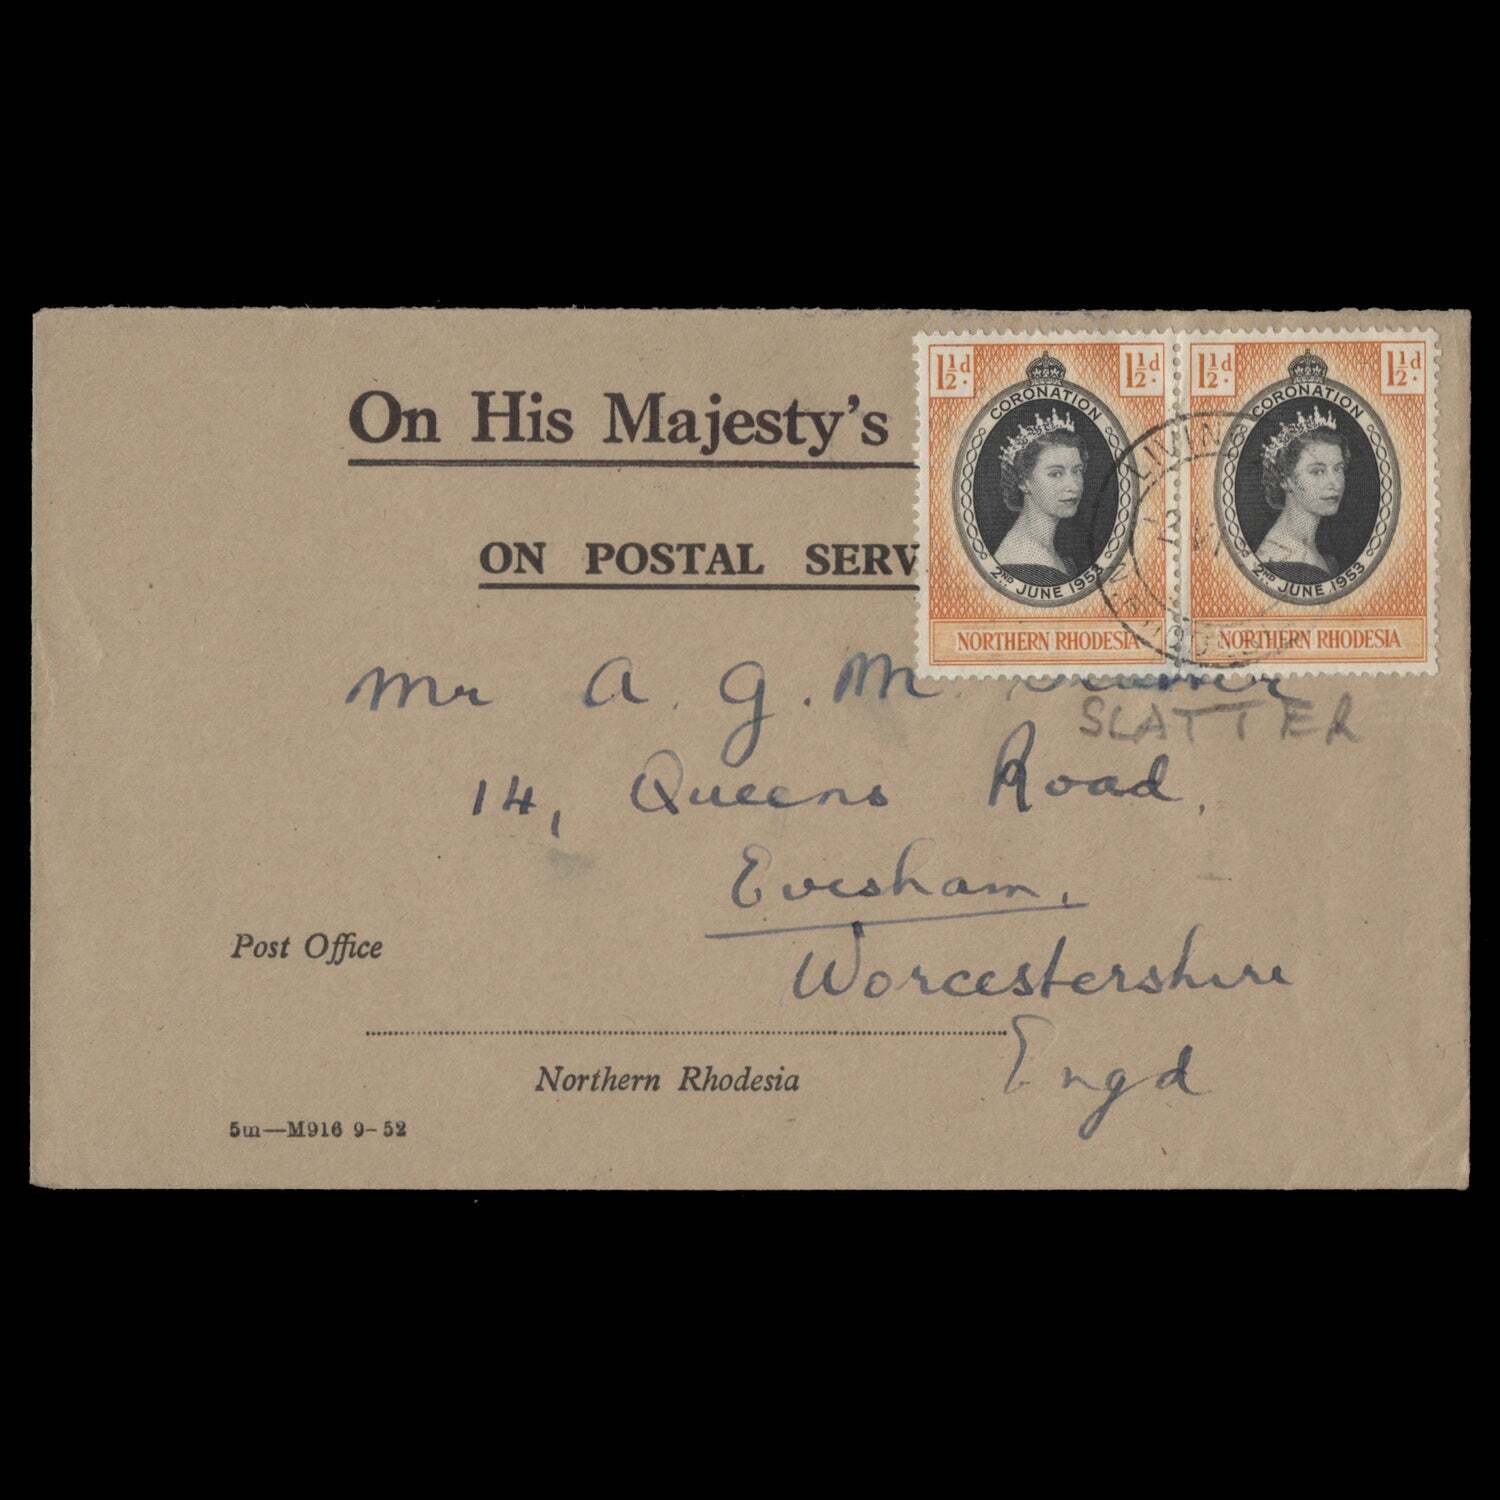 On His Majesty's
ON POSTAL SERV
1½d. 1½d.
CORONATION
2ND JUNE 1953
NORTHERN RHODESIA
1½d. 1½d.
CORONATION
2ND JUNE 1953
NORTHERN RHODESIA
LIVIN
Mr A. G. M.
SLATTER
14, Queens Road,
Evesham,
Worcestershire
Engd
Post Office
Northern Rhodesia
5m—M916 9-52